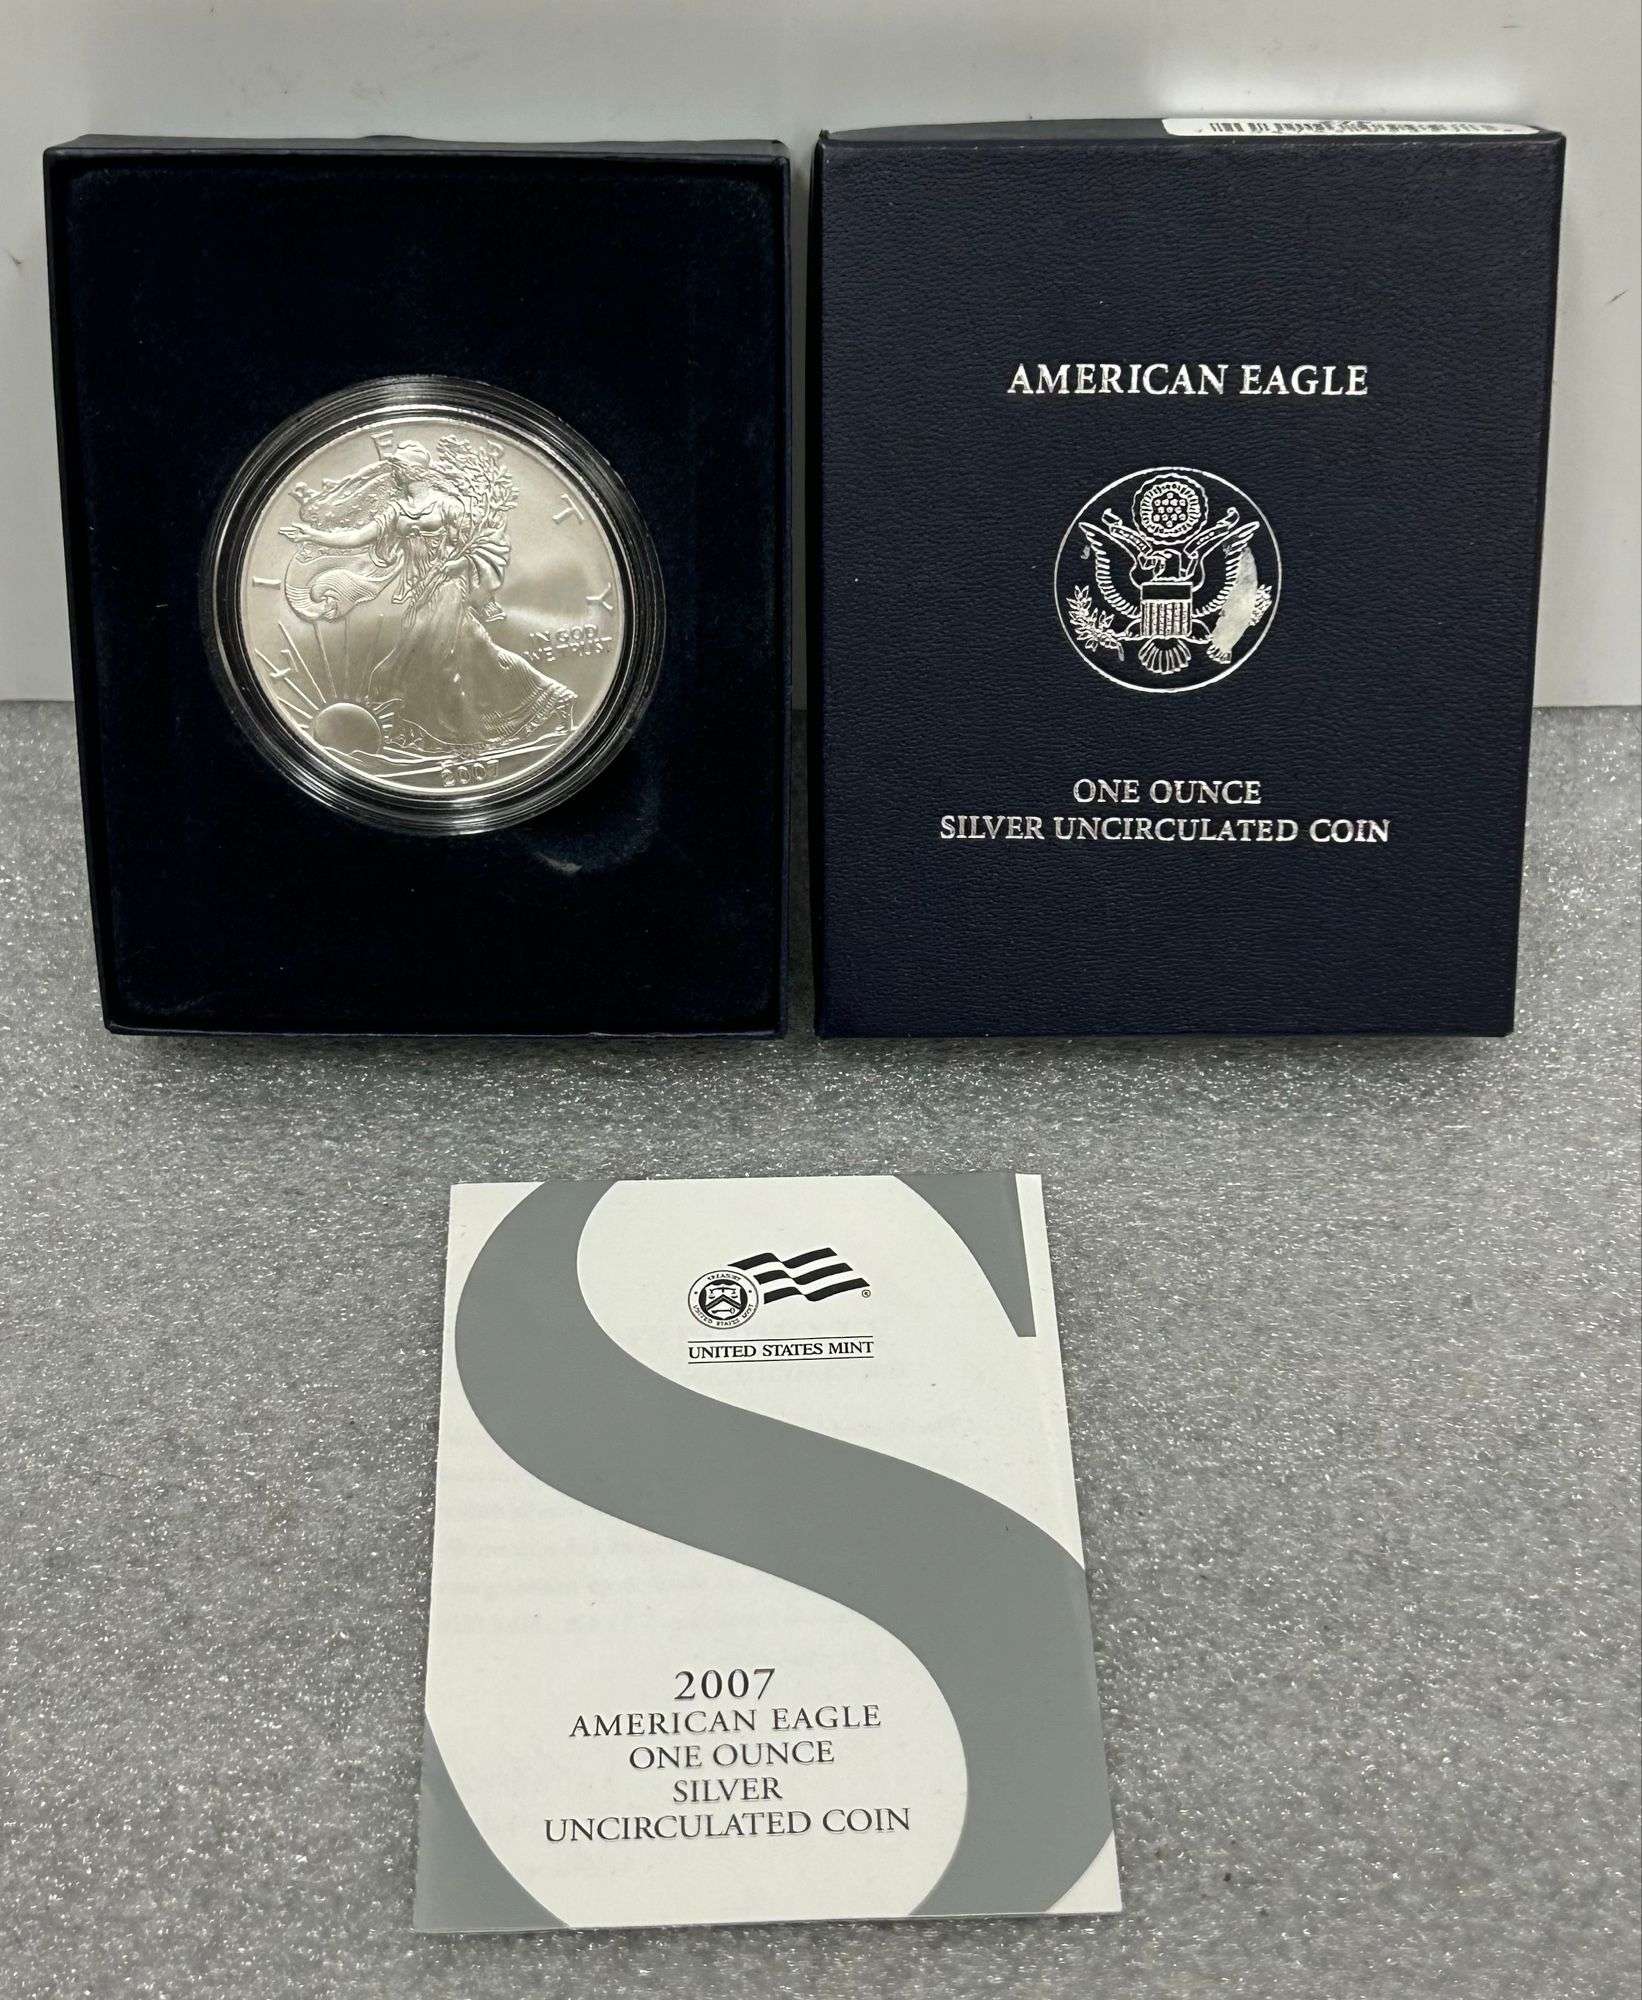 LIBERTY
IN GOD
WE TRUST
2007
AMERICAN EAGLE
ONE OUNCE
SILVER UNCIRCULATED COIN
UNITED STATES MINT
2007
AMERICAN EAGLE
ONE OUNCE
SILVER
UNCIRCULATED COIN